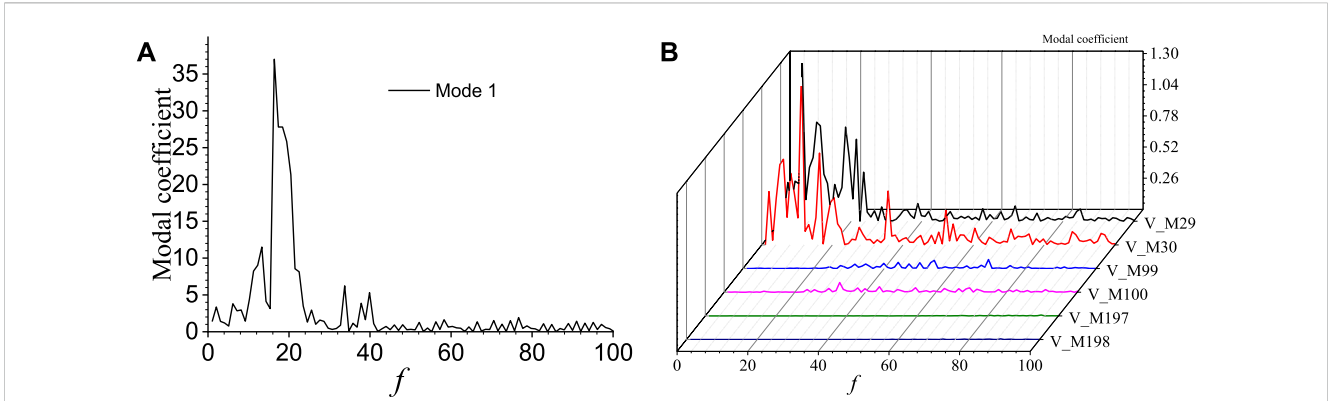 A
Modal coefficient
35
30
25
20
15
10
5
0
0 20 40 60 80 100
f
Mode 1
B
Modal coefficient
1.30
1.04
0.78
0.52
0.26
V_M29
V_M30
V_M99
V_M100
V_M197
V_M198
0 20 40 60 80 100
f